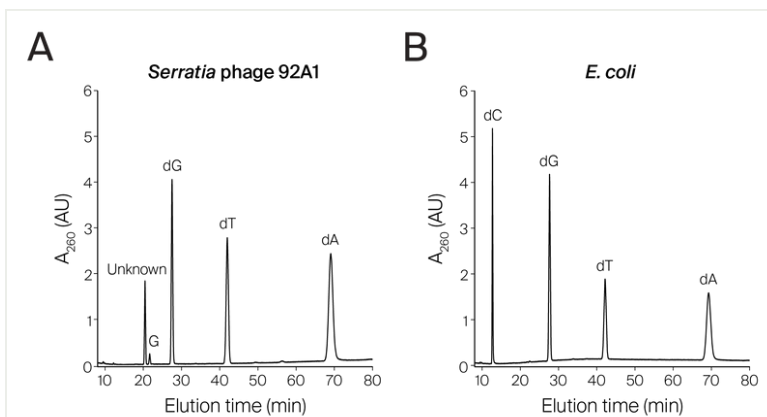 A
Serratia phage 92A1
6
5
4
3
2
1
0
A260 (AU)
Unknown
G
dG
dT
dA
10 20 30 40 50 60 70 80
Elution time (min)
B
E. coli
6
5
4
3
2
1
0
A260 (AU)
dC
dG
dT
dA
10 20 30 40 50 60 70 80
Elution time (min)